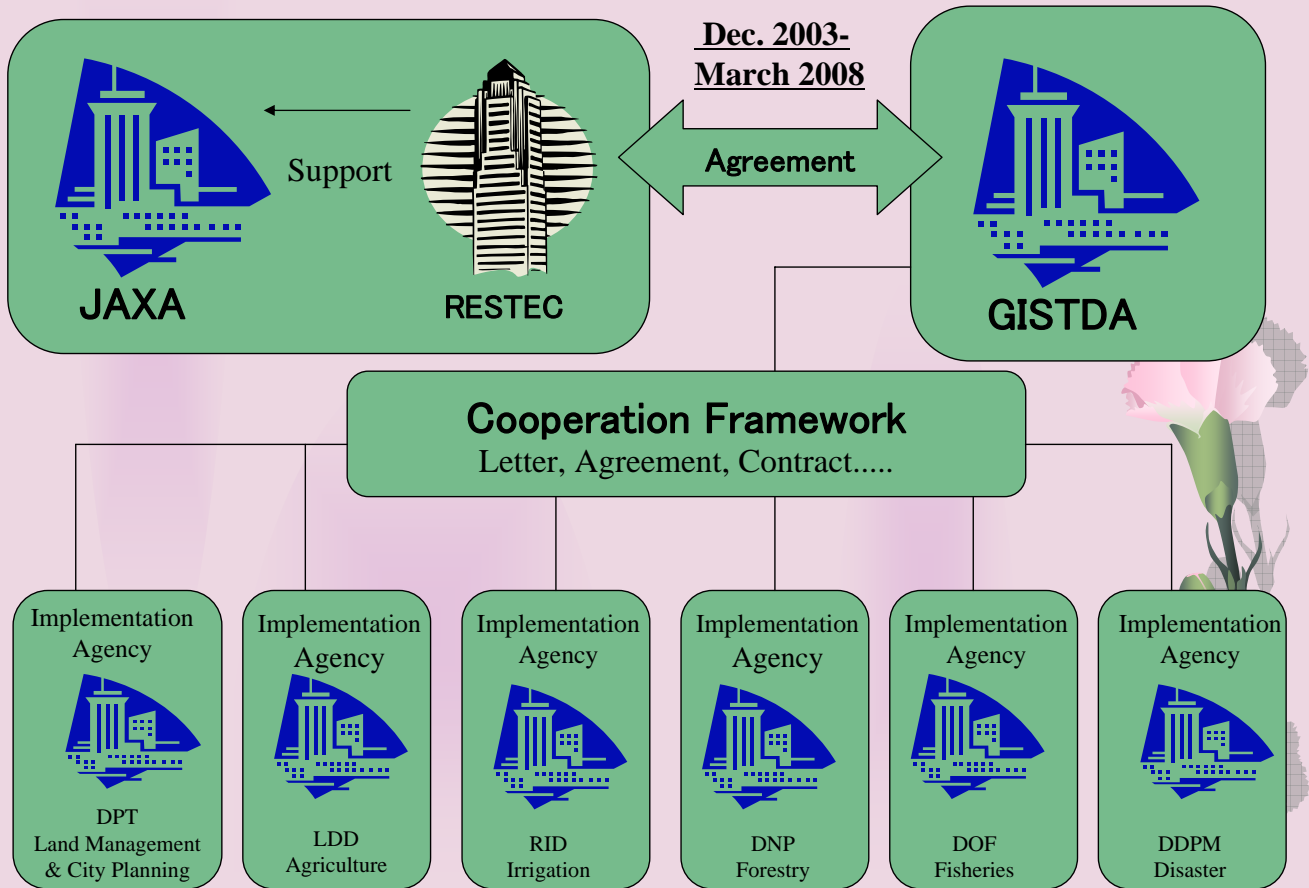 Dec. 2003-
March 2008
Support
Agreement
JAXA
RESTEC
GISTDA
Cooperation Framework
Letter, Agreement, Contract.....
Implementation
Agency
DPT
Land Management
& City Planning
Implementation
Agency
LDD
Agriculture
Implementation
Agency
RID
Irrigation
Implementation
Agency
DNP
Forestry
Implementation
Agency
DOF
Fisheries
Implementation
Agency
DDPM
Disaster